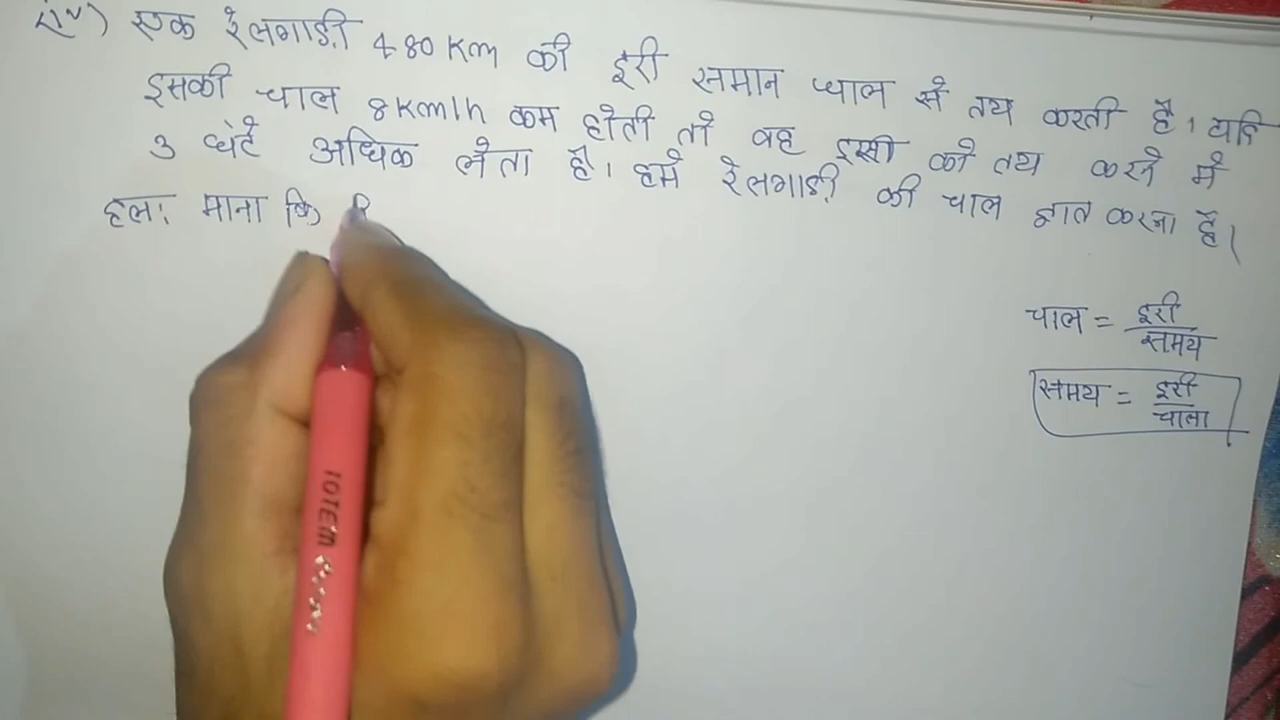 (iv) एक रेलगाड़ी 480 Km की दूरी समान चाल से तय करती है। यदि
इसकी चाल 8 Km/h कम होती तो वह इसी को तय करने में
3 घंटे अधिक लेता है। हमें रेलगाड़ी की चाल ज्ञात करना है।
हल: माना कि
चाल = दूरी / समय
समय = दूरी / चाल
TOTEM